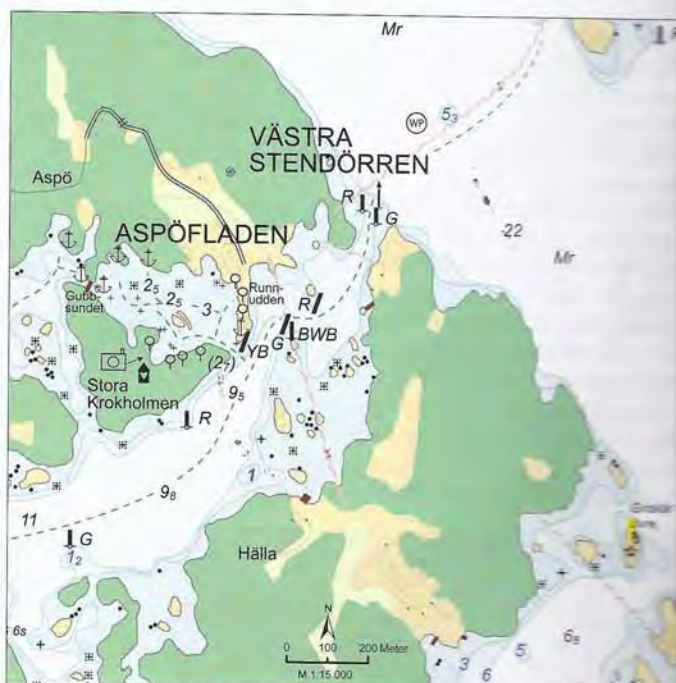 Mr
5₃
WP
VÄSTRA
STENDÖRREN
Aspö
R
G
22
ASPÖFLADEN
Mr
2₅
2₅
3
Runn-
udden
Gubb-
sundet
R
G
BWB
YB
(2₇)
Stora
Krokholmen
9₅
R
1
9₈
11
G
1₂
Hälla
N
0 100 200 Meter
M 1:15 000
6s
3
6
5
6₈